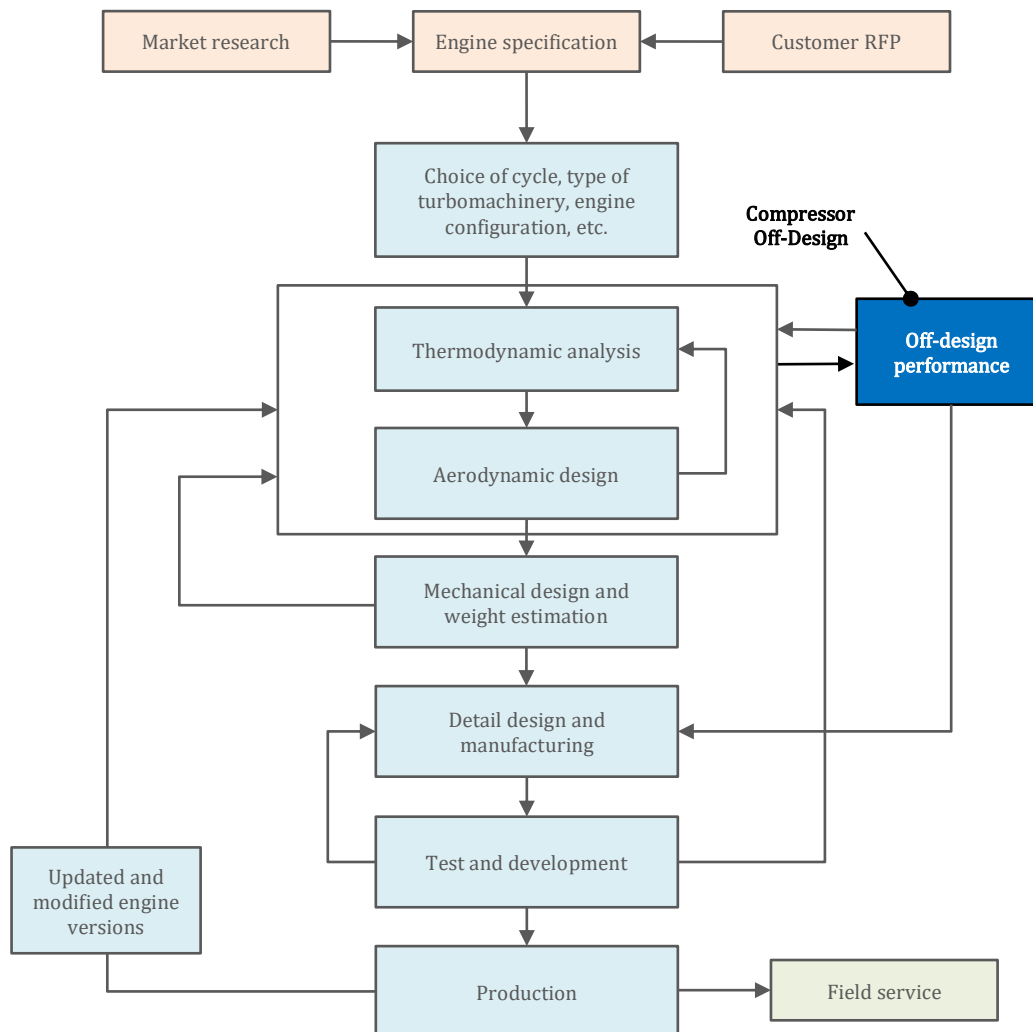 Market research
Engine specification
Customer RFP
Choice of cycle, type of
turbomachinery, engine
configuration, etc.
Compressor
Off-Design
Thermodynamic analysis
Off-design
performance
Aerodynamic design
Mechanical design and
weight estimation
Detail design and
manufacturing
Test and development
Updated and
modified engine
versions
Production
Field service